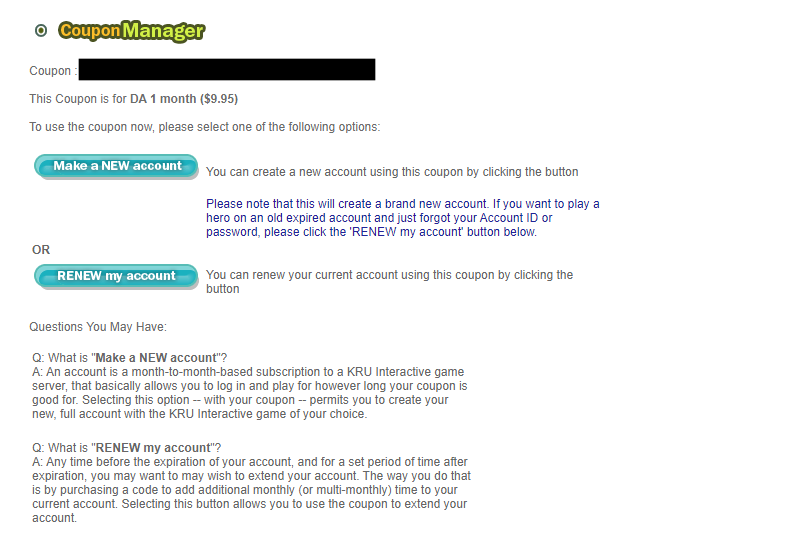 CouponManager
Coupon :
This Coupon is for DA 1 month ($9.95)
To use the coupon now, please select one of the following options:
Make a NEW account
You can create a new account using this coupon by clicking the button
Please note that this will create a brand new account. If you want to play a
hero on an old expired account and just forgot your Account ID or
password, please click the 'RENEW my account' button below.
OR
RENEW my account
You can renew your current account using this coupon by clicking the
button
Questions You May Have:
Q: What is "Make a NEW account"?
A: An account is a month-to-month-based subscription to a KRU Interactive game
server, that basically allows you to log in and play for however long your coupon is
good for. Selecting this option -- with your coupon -- permits you to create your
new, full account with the KRU Interactive game of your choice.
Q: What is "RENEW my account"?
A: Any time before the expiration of your account, and for a set period of time after
expiration, you may want to may wish to extend your account. The way you do that
is by purchasing a code to add additional monthly (or multi-monthly) time to your
current account. Selecting this button allows you to use the coupon to extend your
account.